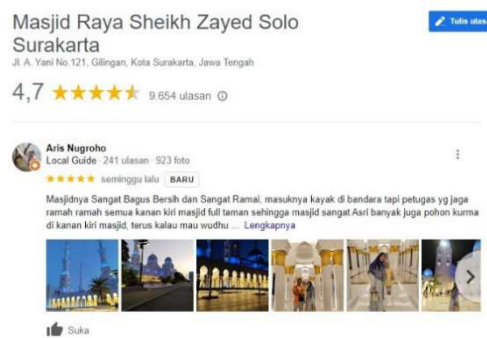 Masjid Raya Sheikh Zayed Solo
Surakarta
Jl. A. Yani No.121, Gilingan, Kota Surakarta, Jawa Tengah
Tulis ulas
4,7 9.654 ulasan
Aris Nugroho
Local Guide · 241 ulasan · 923 foto
seminggu lalu BARU
Masjidnya Sangat Bagus Bersih dan Sangat Ramai, masuknya kayak di bandara tapi petugas yg jaga
ramah ramah semua kanan kiri masjid full taman sehingga masjid sangat Asri banyak juga pohon kurma
di kanan kiri masjid, terus kalau mau wudhu ... Lengkapnya
Suka